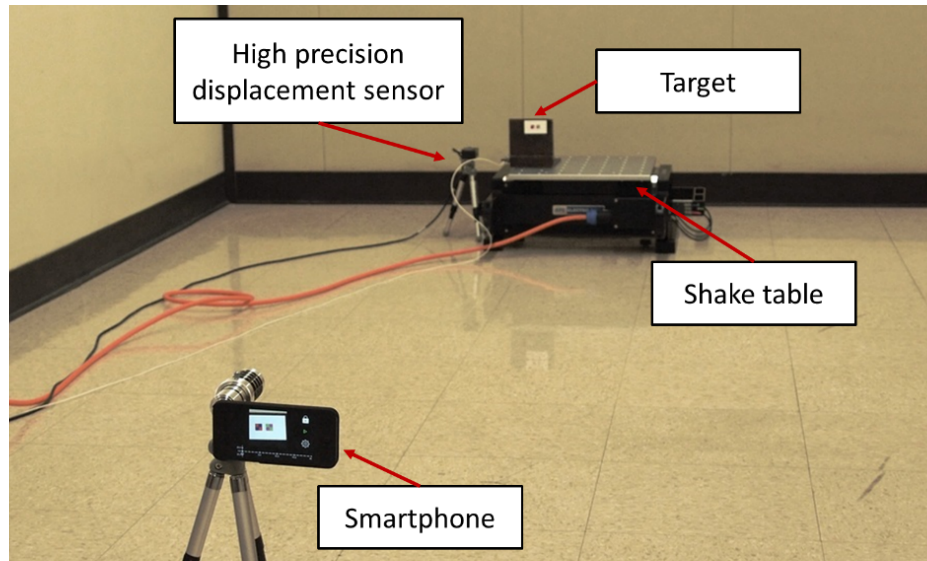 High precision
displacement sensor
Target
Shake table
Smartphone